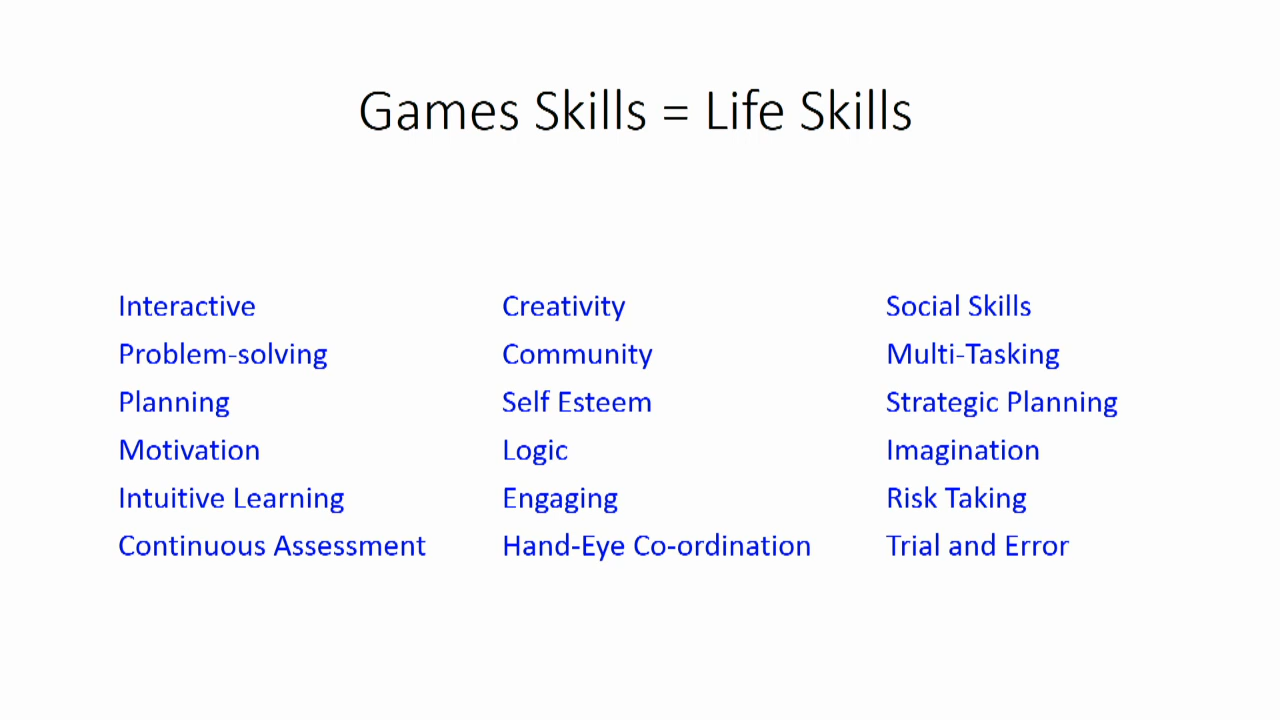 Games Skills = Life Skills
Interactive
Problem-solving
Planning
Motivation
Intuitive Learning
Continuous Assessment
Creativity
Community
Self Esteem
Logic
Engaging
Hand-Eye Co-ordination
Social Skills
Multi-Tasking
Strategic Planning
Imagination
Risk Taking
Trial and Error